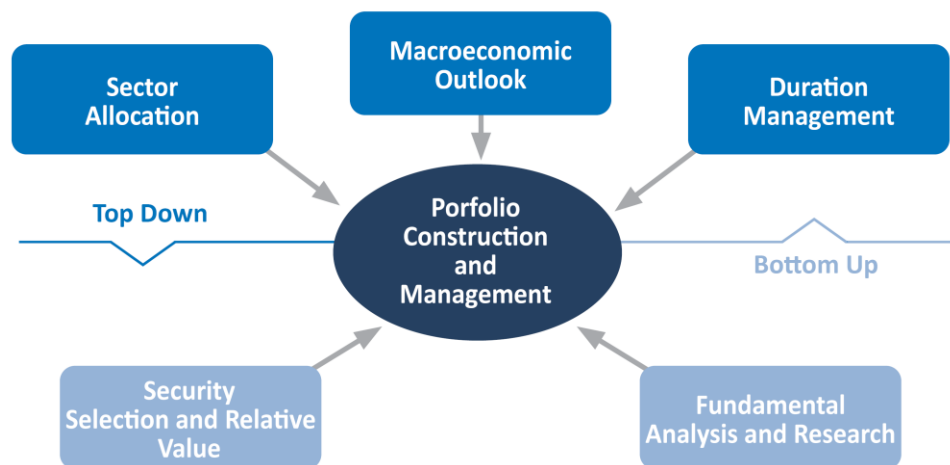 Macroeconomic
Outlook
Sector
Allocation
Duration
Management
Top Down
Porfolio
Construction
and
Management
Bottom Up
Security
Selection and Relative
Value
Fundamental
Analysis and Research